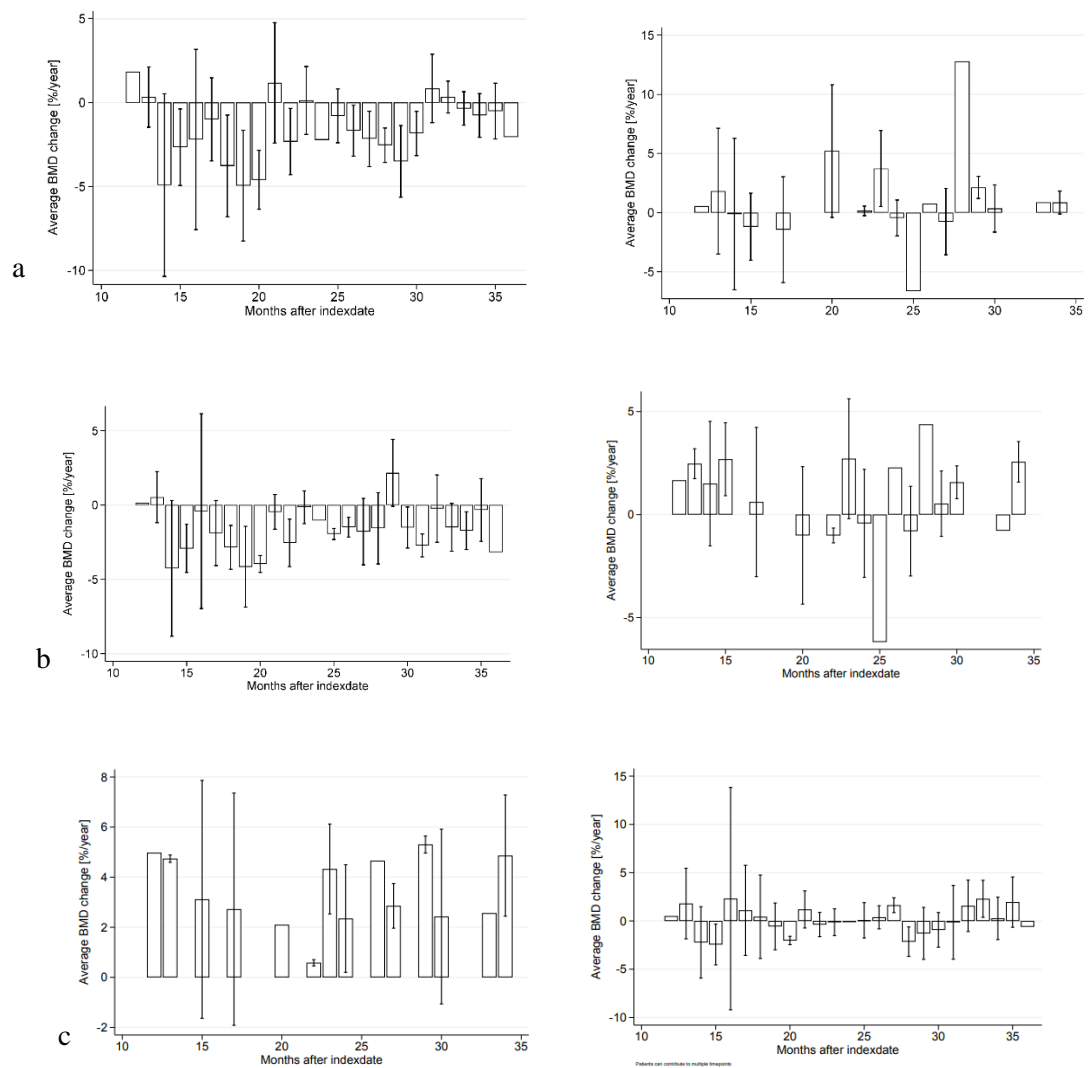 a
Average BMD change [%/year]
5
0
-5
-10
10 15 20 25 30 35
Months after indexdate
Average BMD change [%/year]
15
10
5
0
-5
10 15 20 25 30 35
b
Average BMD change [%/year]
5
0
-5
-10
10 15 20 25 30 35
Months after indexdate
Average BMD change [%/year]
5
0
-5
10 15 20 25 30 35
Months after indexdate
c
Average BMD change [%/year]
8
6
4
2
0
-2
10 15 20 25 30 35
Months after indexdate
Average BMD change [%/year]
15
10
5
0
-5
-10
10 15 20 25 30 35
Months after indexdate
Patients can contribute to multiple timepoints